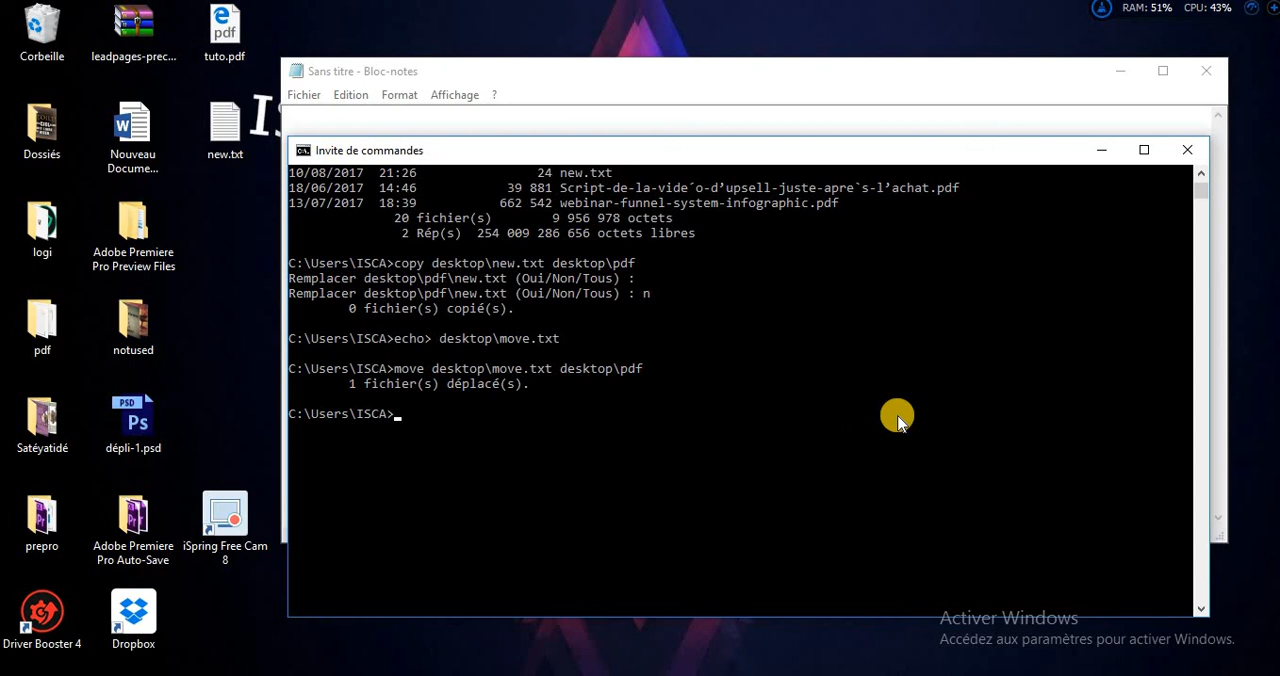 RAM: 51% CPU: 43%
Corbeille
leadpages-prec...
pdf
tuto.pdf
Dossiés
W
Nouveau
Docume...
new.txt
IS
logi
Adobe Premiere
Pro Preview Files
pdf
notused
Satéyatidé
PSD
Ps
dépli-1.psd
Pr
prepro
Pr
Adobe Premiere
Pro Auto-Save
iSpring Free Cam
8
Driver Booster 4
Dropbox
Sans titre - Bloc-notes
Fichier Edition Format Affichage ?
C:\.
Invite de commandes
10/08/2017 21:26 24 new.txt
18/06/2017 14:46 39 881 Script-de-la-vide´o-d’upsell-juste-apre`s-l’achat.pdf
13/07/2017 18:39 662 542 webinar-funnel-system-infographic.pdf
20 fichier(s) 9 956 978 octets
2 Rép(s) 254 009 286 656 octets libres
C:\Users\ISCA>copy desktop\new.txt desktop\pdf
Remplacer desktop\pdf\new.txt (Oui/Non/Tous) :
Remplacer desktop\pdf\new.txt (Oui/Non/Tous) : n
0 fichier(s) copié(s).
C:\Users\ISCA>echo> desktop\move.txt
C:\Users\ISCA>move desktop\move.txt desktop\pdf
1 fichier(s) déplacé(s).
C:\Users\ISCA>
Activer Windows
Accédez aux paramètres pour activer Windows.